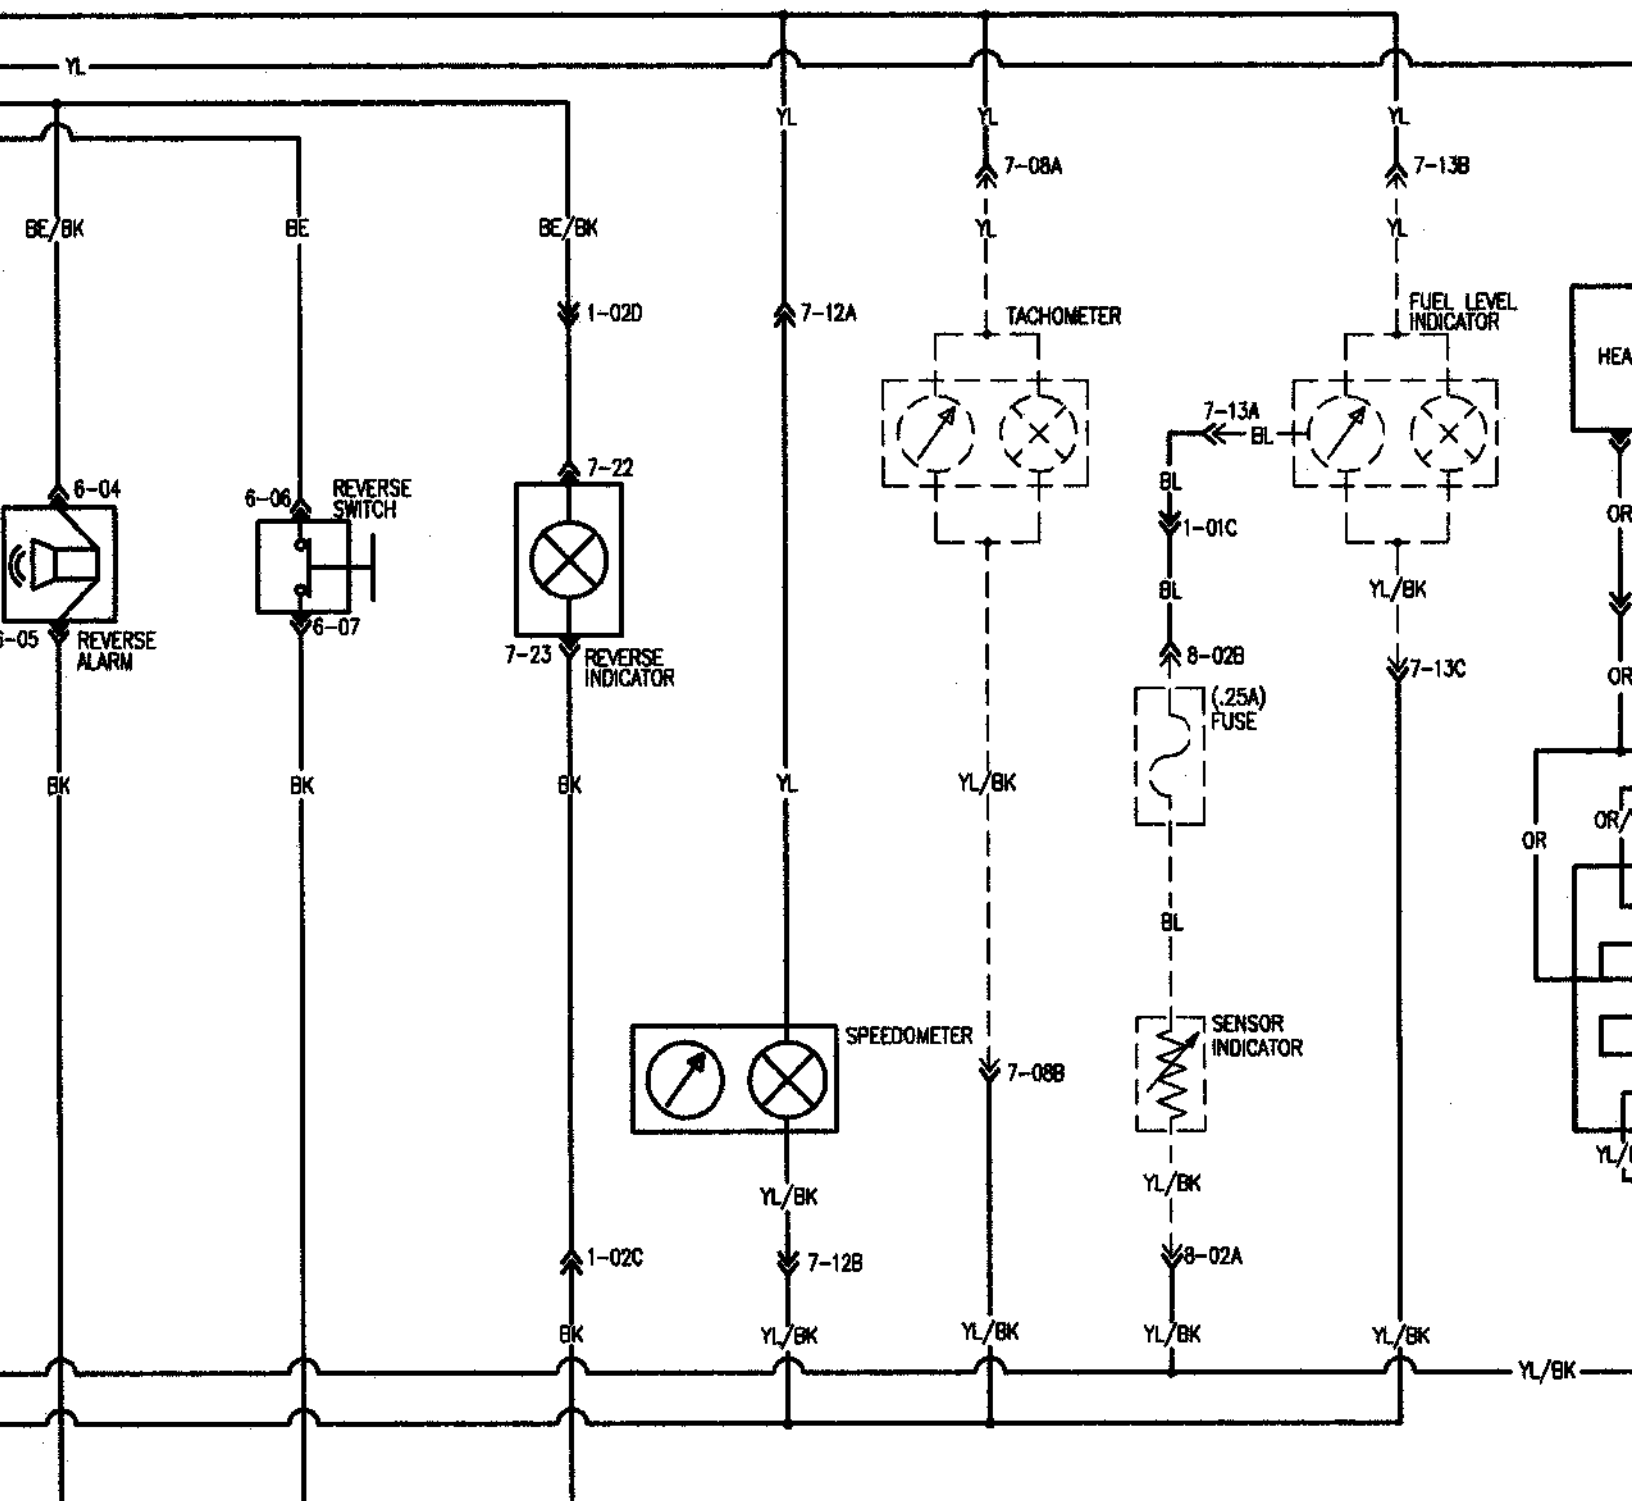 YL
YL
YL
YL
7-08A
7-13B
BE/BK
BE
BE/BK
YL
YL
1-02D
7-12A
TACHOMETER
FUEL LEVEL
INDICATOR
HEA
7-13A
BL
7-22
BL
6-04
6-06
REVERSE
SWITCH
OR
1-01C
BL
YL/BK
6-07
6-05
REVERSE
ALARM
7-23
REVERSE
INDICATOR
8-02B
7-13C
OR
(.25A)
FUSE
BK
BK
BK
YL
YL/BK
OR/
OR
BL
SPEEDOMETER
SENSOR
INDICATOR
7-08B
YL/
YL/BK
YL/BK
1-02C
7-12B
8-02A
BK
YL/BK
YL/BK
YL/BK
YL/BK
YL/BK